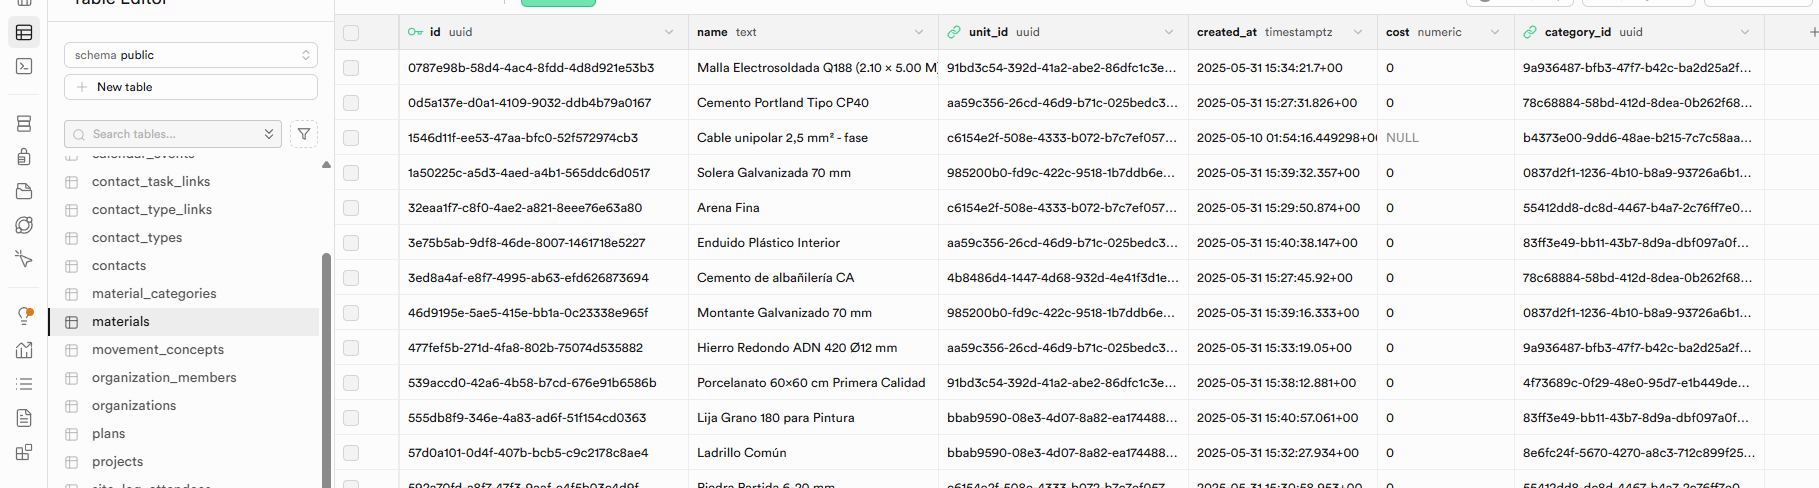 Table Editor
schema public
New table
Search tables...
calendar_events
contact_task_links
contact_type_links
contact_types
contacts
material_categories
materials
movement_concepts
organization_members
organizations
plans
projects
id uuid name text unit_id uuid created_at timestamptz cost numeric category_id uuid
0787e98b-58d4-4ac4-8fdd-4d8d921e53b3 Malla Electrosoldada Q188 (2.10 × 5.00 M) 91bd3c54-392d-41a2-abe2-86dfc1c3e... 2025-05-31 15:34:21.7+00 0 9a936487-bfb3-47f7-b42c-ba2d25a2f...
0d5a137e-d0a1-4109-9032-ddb4b79a0167 Cemento Portland Tipo CP40 aa59c356-26cd-46d9-b71c-025bedc3... 2025-05-31 15:27:31.826+00 0 78c68884-58bd-412d-8dea-0b262f68...
1546d11f-ee53-47aa-bfc0-52f572974cb3 Cable unipolar 2,5 mm² - fase c6154e2f-508e-4333-b072-b7c7ef057... 2025-05-10 01:54:16.449298+00 NULL b4373e00-9dd6-48ae-b215-7c7c58aa...
1a50225c-a5d3-4aed-a4b1-565ddc6d0517 Solera Galvanizada 70 mm 985200b0-fd9c-422c-9518-1b7ddb6e... 2025-05-31 15:39:32.357+00 0 0837d2f1-1236-4b10-b8a9-93726a6b1...
32eaa1f7-c8f0-4ae2-a821-8eee76e63a80 Arena Fina c6154e2f-508e-4333-b072-b7c7ef057... 2025-05-31 15:29:50.874+00 0 55412dd8-dc8d-4467-b4a7-2c76ff7e0...
3e75b5ab-9df8-46de-8007-1461718e5227 Enduido Plástico Interior aa59c356-26cd-46d9-b71c-025bedc3... 2025-05-31 15:40:38.147+00 0 83ff3e49-bb11-43b7-8d9a-dbf097a0f...
3ed8a4af-e8f7-4995-ab63-efd626873694 Cemento de albañilería CA 4b8486d4-1447-4d68-932d-4e41f3d1e... 2025-05-31 15:27:45.92+00 0 78c68884-58bd-412d-8dea-0b262f68...
46d9195e-5ae5-415e-bb1a-0c23338e965f Montante Galvanizado 70 mm 985200b0-fd9c-422c-9518-1b7ddb6e... 2025-05-31 15:39:16.333+00 0 0837d2f1-1236-4b10-b8a9-93726a6b1...
477fef5b-271d-4fa8-802b-75074d535882 Hierro Redondo ADN 420 Ø12 mm aa59c356-26cd-46d9-b71c-025bedc3... 2025-05-31 15:33:19.05+00 0 9a936487-bfb3-47f7-b42c-ba2d25a2f...
539accd0-42a6-4b58-b7cd-676e91b6586b Porcelanato 60×60 cm Primera Calidad 91bd3c54-392d-41a2-abe2-86dfc1c3e... 2025-05-31 15:38:12.881+00 0 4f73689c-0f29-48e0-95d7-e1b449de...
555db8f9-346e-4a83-ad6f-51f154cd0363 Lija Grano 180 para Pintura bbab9590-08e3-4d07-8a82-ea174488... 2025-05-31 15:40:57.061+00 0 83ff3e49-bb11-43b7-8d9a-dbf097a0f...
57d0a101-0d4f-407b-bcb5-c9c2178c8ae4 Ladrillo Común bbab9590-08e3-4d07-8a82-ea174488... 2025-05-31 15:32:27.934+00 0 8e6fc24f-5670-4270-a8c3-712c899f25...